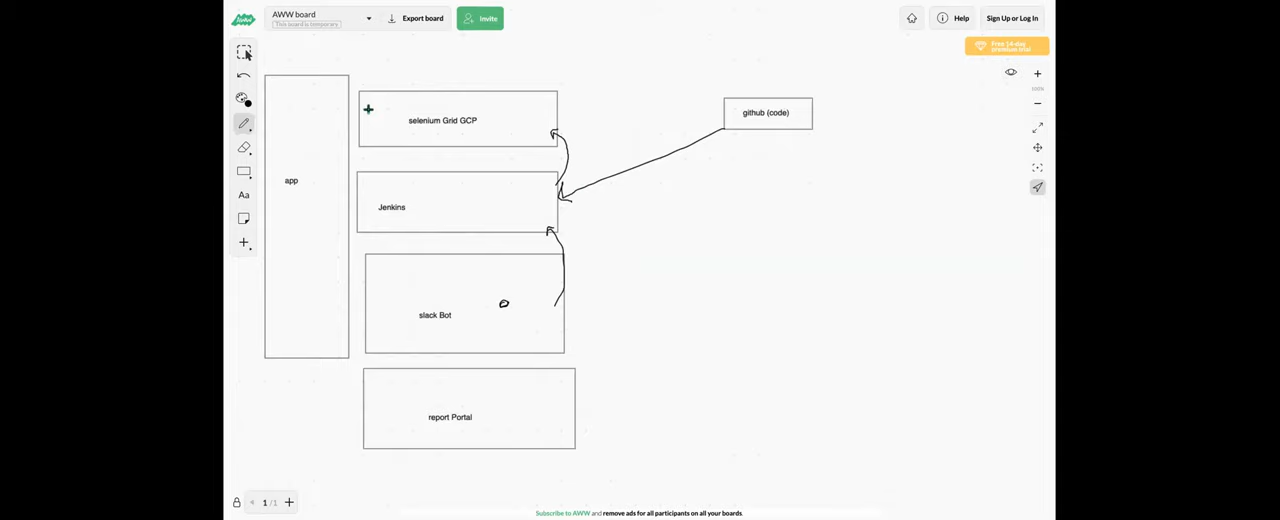 AWW board
This board is temporary
Export board
Invite
Help
Sign Up or Log In
Free 14-day
premium trial
selenium Grid GCP
github (code)
app
Jenkins
Aa
slack Bot
report Portal
1 /1
Subscribe to AWW and remove ads for all participants on all your boards.